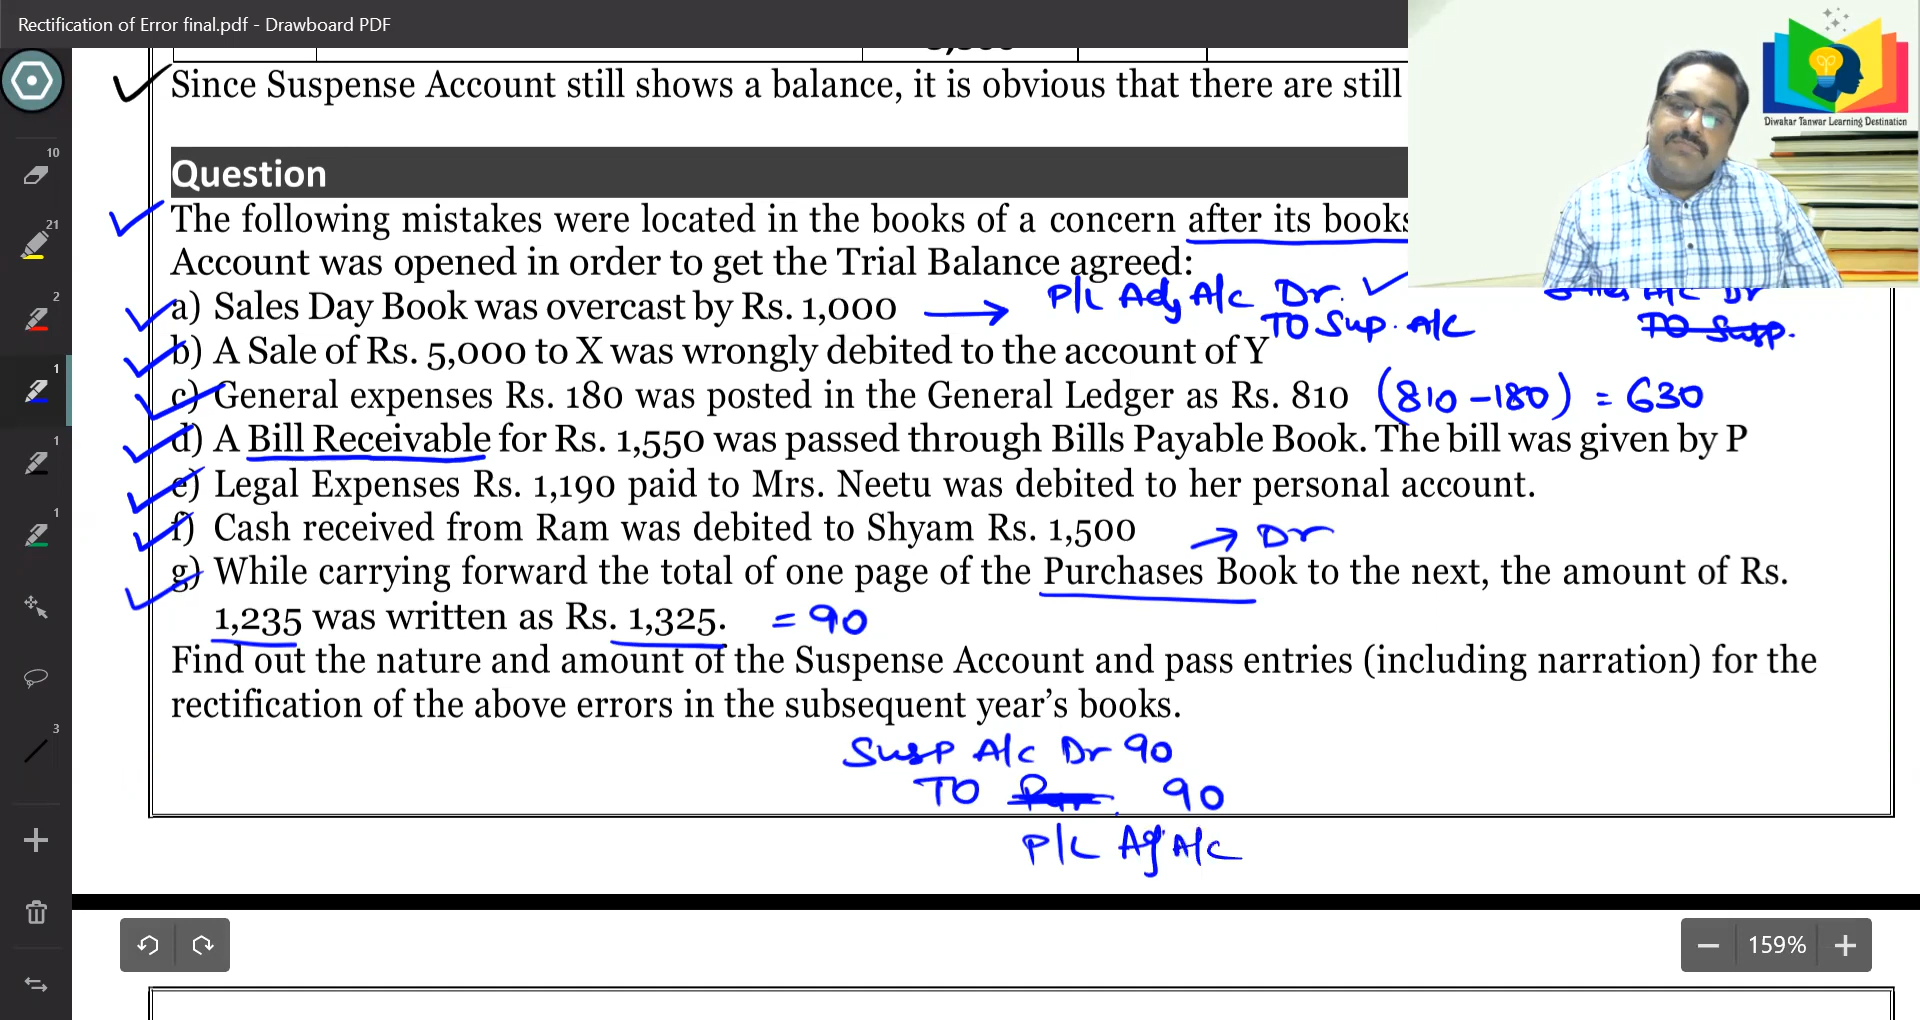 Rectification of Error final.pdf - Drawboard PDF
Since Suspense Account still shows a balance, it is obvious that there are still
Diwakar Tanwar Learning Destination
Question
The following mistakes were located in the books of a concern after its books
Account was opened in order to get the Trial Balance agreed:
a) Sales Day Book was overcast by Rs. 1,000
P/L Adj A/c Dr.
TO Sup. A/c
A/c Dr
TO Susp.
b) A Sale of Rs. 5,000 to X was wrongly debited to the account of Y
c) General expenses Rs. 180 was posted in the General Ledger as Rs. 810 (810-180) = 630
d) A Bill Receivable for Rs. 1,550 was passed through Bills Payable Book. The bill was given by P
e) Legal Expenses Rs. 1,190 paid to Mrs. Neetu was debited to her personal account.
f) Cash received from Ram was debited to Shyam Rs. 1,500
→ Dr
g) While carrying forward the total of one page of the Purchases Book to the next, the amount of Rs.
1,235 was written as Rs. 1,325. = 90
Find out the nature and amount of the Suspense Account and pass entries (including narration) for the
rectification of the above errors in the subsequent year's books.
Susp A/c Dr 90
TO 90
P/L Aj A/c
10
21
2
1
1
1
3
159%